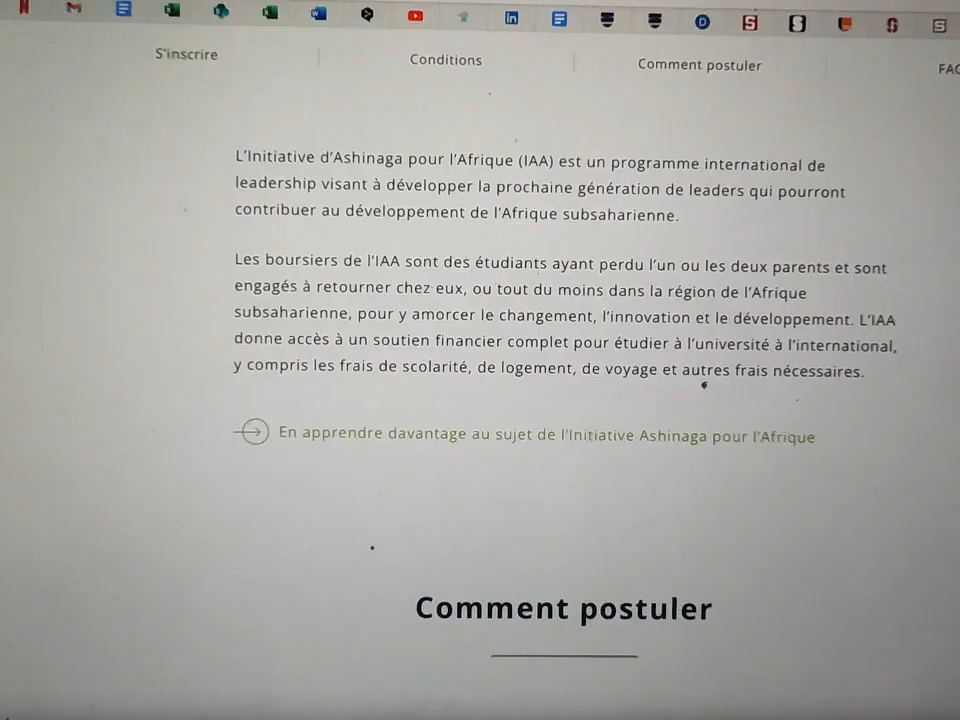 S'inscrire
Conditions
Comment postuler
L'Initiative d'Ashinaga pour l'Afrique (IAA) est un programme international de
leadership visant à développer la prochaine génération de leaders qui pourront
contribuer au développement de l'Afrique subsaharienne.
Les boursiers de l'IAA sont des étudiants ayant perdu l'un ou les deux parents et sont
engagés à retourner chez eux, ou tout du moins dans la région de l'Afrique
subsaharienne, pour y amorcer le changement, l'innovation et le développement. L'IAA
donne accès à un soutien financier complet pour étudier à l'université à l'international,
y compris les frais de scolarité, de logement, de voyage et autres frais nécessaires.
En apprendre davantage au sujet de l'Initiative Ashinaga pour l'Afrique
Comment postuler